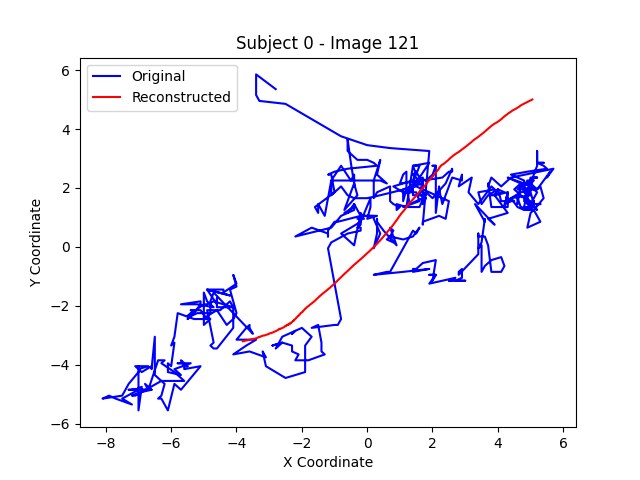 Subject 0 - Image 121
Original
Reconstructed
6
4
2
0
−2
−4
−6
Y Coordinate
−8 −6 −4 −2 0 2 4 6
X Coordinate